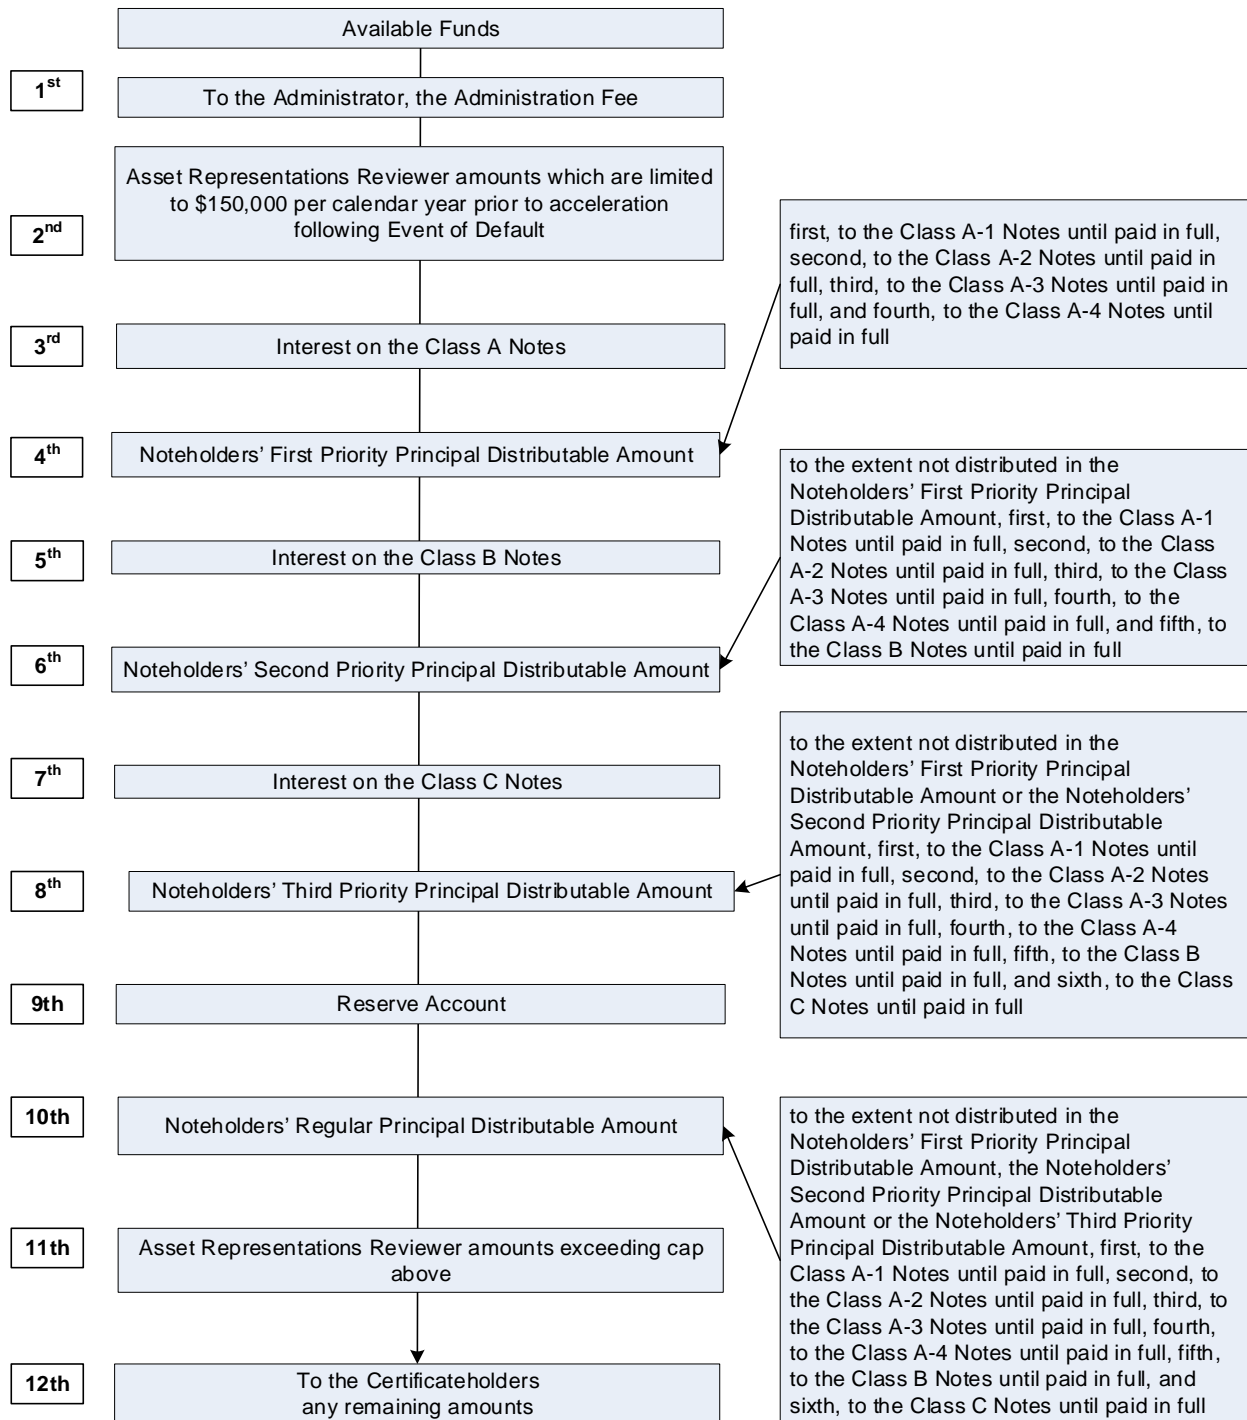 Available Funds
1st
To the Administrator, the Administration Fee
Asset Representations Reviewer amounts which are limited
to $150,000 per calendar year prior to acceleration
following Event of Default
2nd
first, to the Class A-1 Notes until paid in full,
second, to the Class A-2 Notes until paid in
full, third, to the Class A-3 Notes until paid in
full, and fourth, to the Class A-4 Notes until
paid in full
3rd
Interest on the Class A Notes
4th
Noteholders’ First Priority Principal Distributable Amount
to the extent not distributed in the
Noteholders’ First Priority Principal
Distributable Amount, first, to the Class A-1
Notes until paid in full, second, to the Class
A-2 Notes until paid in full, third, to the Class
A-3 Notes until paid in full, fourth, to the
Class A-4 Notes until paid in full, and fifth, to
the Class B Notes until paid in full
5th
Interest on the Class B Notes
6th
Noteholders’ Second Priority Principal Distributable Amount
to the extent not distributed in the
Noteholders’ First Priority Principal
Distributable Amount or the Noteholders’
Second Priority Principal Distributable
Amount, first, to the Class A-1 Notes until
paid in full, second, to the Class A-2 Notes
until paid in full, third, to the Class A-3 Notes
until paid in full, fourth, to the Class A-4
Notes until paid in full, fifth, to the Class B
Notes until paid in full, and sixth, to the Class
C Notes until paid in full
7th
Interest on the Class C Notes
8th
Noteholders’ Third Priority Principal Distributable Amount
9th
Reserve Account
10th
Noteholders’ Regular Principal Distributable Amount
to the extent not distributed in the
Noteholders’ First Priority Principal
Distributable Amount, the Noteholders’
Second Priority Principal Distributable
Amount or the Noteholders’ Third Priority
Principal Distributable Amount, first, to the
Class A-1 Notes until paid in full, second, to
the Class A-2 Notes until paid in full, third, to
the Class A-3 Notes until paid in full, fourth,
to the Class A-4 Notes until paid in full, fifth,
to the Class B Notes until paid in full, and
sixth, to the Class C Notes until paid in full
11th
Asset Representations Reviewer amounts exceeding cap
above
12th
To the Certificateholders
any remaining amounts